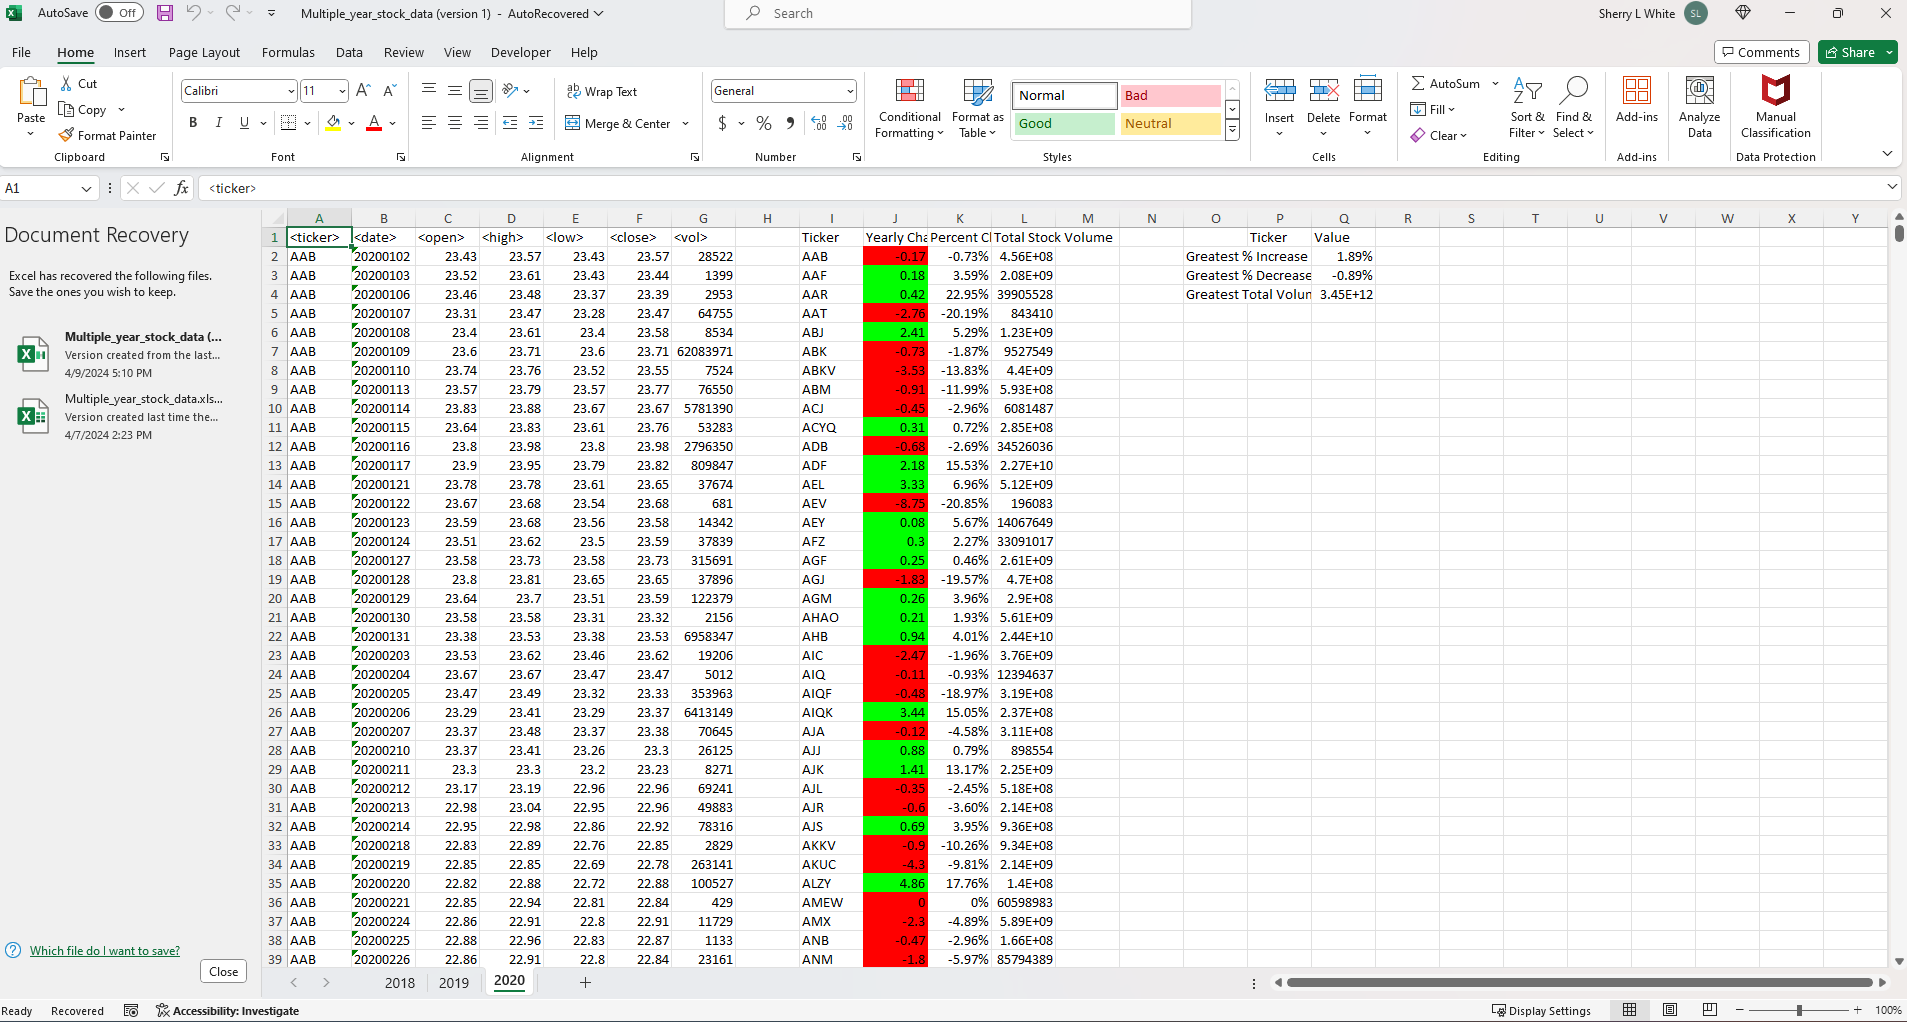 AutoSave Off Multiple_year_stock_data (version 1) - AutoRecovered Search Sherry L White SL
File Home Insert Page Layout Formulas Data Review View Developer Help Comments Share
Paste Cut Copy Format Painter Clipboard
Calibri 11 B I U A Font
ab Wrap Text Merge & Center Alignment
General $ % 9 Number
Conditional Formatting Format as Table Normal Bad Good Neutral Styles
Insert Delete Format Cells
AutoSum Fill Clear Sort & Filter Find & Select Editing
Add-ins Add-ins
Analyze Data
Manual Classification Data Protection
A1 fx <ticker>
Document Recovery
Excel has recovered the following files.
Save the ones you wish to keep.
Multiple_year_stock_data (...
Version created from the last...
4/9/2024 5:10 PM
Multiple_year_stock_data.xls...
Version created last time the...
4/7/2024 2:23 PM
Which file do I want to save?
Close
A B C D E F G H I J K L M N O P Q R S T U V W X Y
1 <ticker> <date> <open> <high> <low> <close> <vol> Ticker Yearly Cha Percent Cl Total Stock Volume Ticker Value
2 AAB 20200102 23.43 23.57 23.43 23.57 28522 AAB -0.17 -0.73% 4.56E+08 Greatest % Increase 1.89%
3 AAB 20200103 23.52 23.61 23.43 23.44 1399 AAF 0.18 3.59% 2.08E+09 Greatest % Decrease -0.89%
4 AAB 20200106 23.46 23.48 23.37 23.39 2953 AAR 0.42 22.95% 39905528 Greatest Total Volun 3.45E+12
5 AAB 20200107 23.31 23.47 23.28 23.47 64755 AAT -2.76 -20.19% 843410
6 AAB 20200108 23.4 23.61 23.4 23.58 8534 ABJ 2.41 5.29% 1.23E+09
7 AAB 20200109 23.6 23.71 23.6 23.71 62083971 ABK -0.73 -1.87% 9527549
8 AAB 20200110 23.74 23.76 23.52 23.55 7524 ABKV -3.53 -13.83% 4.4E+09
9 AAB 20200113 23.57 23.79 23.57 23.77 76550 ABM -0.91 -11.99% 5.93E+08
10 AAB 20200114 23.83 23.88 23.67 23.67 5781390 ACJ -0.45 -2.96% 6081487
11 AAB 20200115 23.64 23.83 23.61 23.76 53283 ACYQ 0.31 0.72% 2.85E+08
12 AAB 20200116 23.8 23.98 23.8 23.98 2796350 ADB -0.68 -2.69% 34526036
13 AAB 20200117 23.9 23.95 23.79 23.82 809847 ADF 2.18 15.53% 2.27E+10
14 AAB 20200121 23.78 23.78 23.61 23.65 37674 AEL 3.33 6.96% 5.12E+09
15 AAB 20200122 23.67 23.68 23.54 23.68 681 AEV -8.75 -20.85% 196083
16 AAB 20200123 23.59 23.68 23.56 23.58 14342 AEY 0.08 5.67% 14067649
17 AAB 20200124 23.51 23.62 23.5 23.59 37839 AFZ 0.3 2.27% 33091017
18 AAB 20200127 23.58 23.73 23.58 23.73 315691 AGF 0.25 0.46% 2.61E+09
19 AAB 20200128 23.8 23.81 23.65 23.65 37896 AGJ -1.83 -19.57% 4.7E+08
20 AAB 20200129 23.64 23.7 23.51 23.59 122379 AGM 0.26 3.96% 2.9E+08
21 AAB 20200130 23.58 23.58 23.31 23.32 2156 AHAO 0.21 1.93% 5.61E+09
22 AAB 20200131 23.38 23.53 23.38 23.53 6958347 AHB 0.94 4.01% 2.44E+10
23 AAB 20200203 23.53 23.62 23.46 23.62 19206 AIC -2.47 -1.96% 3.76E+09
24 AAB 20200204 23.67 23.67 23.47 23.47 5012 AIQ -0.11 -0.93% 12394637
25 AAB 20200205 23.47 23.49 23.32 23.33 353963 AIQF -0.48 -18.97% 3.19E+08
26 AAB 20200206 23.29 23.41 23.29 23.37 6413149 AIQK 3.44 15.05% 2.37E+08
27 AAB 20200207 23.37 23.48 23.37 23.38 70645 AJA -0.12 -4.58% 3.11E+08
28 AAB 20200210 23.37 23.41 23.26 23.3 26125 AJJ 0.88 0.79% 898554
29 AAB 20200211 23.3 23.3 23.2 23.23 8271 AJK 1.41 13.17% 2.25E+09
30 AAB 20200212 23.17 23.19 22.96 22.96 69241 AJL -0.35 -2.45% 5.18E+08
31 AAB 20200213 22.98 23.04 22.95 22.96 49883 AJR -0.6 -3.60% 2.14E+08
32 AAB 20200214 22.95 22.98 22.86 22.92 78316 AJS 0.69 3.95% 9.36E+08
33 AAB 20200218 22.83 22.89 22.76 22.85 2829 AKKV -0.9 -10.26% 9.34E+08
34 AAB 20200219 22.85 22.85 22.69 22.78 263141 AKUC -4.3 -9.81% 2.14E+09
35 AAB 20200220 22.82 22.88 22.72 22.88 100527 ALZY 4.86 17.76% 1.4E+08
36 AAB 20200221 22.85 22.94 22.81 22.84 429 AMEW 0 0% 60598983
37 AAB 20200224 22.86 22.91 22.8 22.91 11729 AMX -2.3 -4.89% 5.89E+09
38 AAB 20200225 22.88 22.96 22.83 22.87 1133 ANB -0.47 -2.96% 1.66E+08
39 AAB 20200226 22.86 22.91 22.8 22.84 23161 ANM -1.8 -5.97% 85794389
2018 2019 2020
Ready Recovered Accessibility: Investigate Display Settings 100%